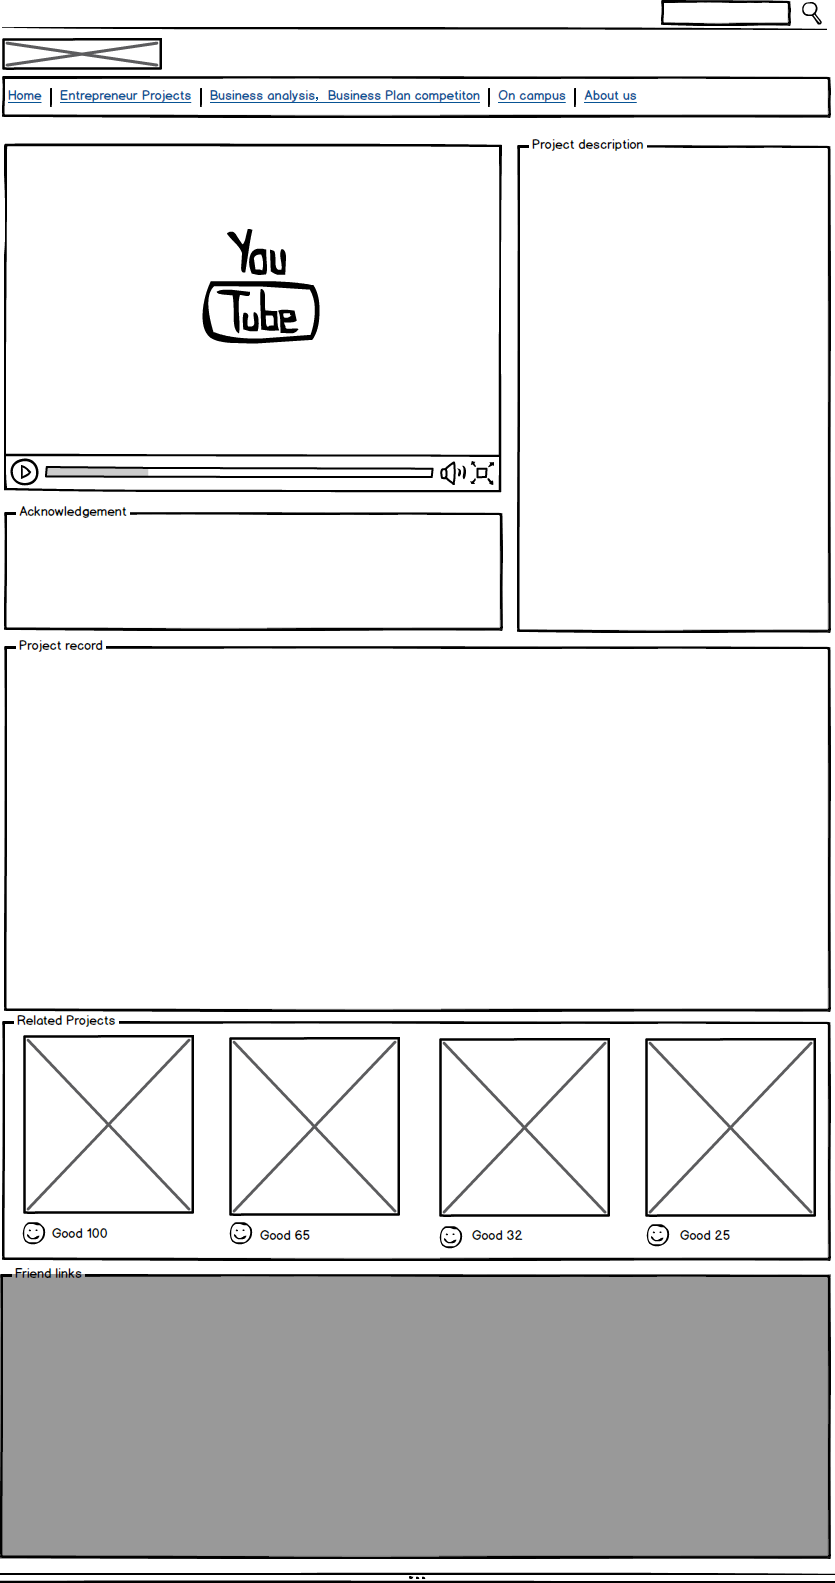 Home | Entrepreneur Projects | Business analysis, Business Plan competiton | On campus | About us
Project description
You
Tube
Acknowledgement
Project record
Related Projects
Good 100
Good 65
Good 32
Good 25
Friend links